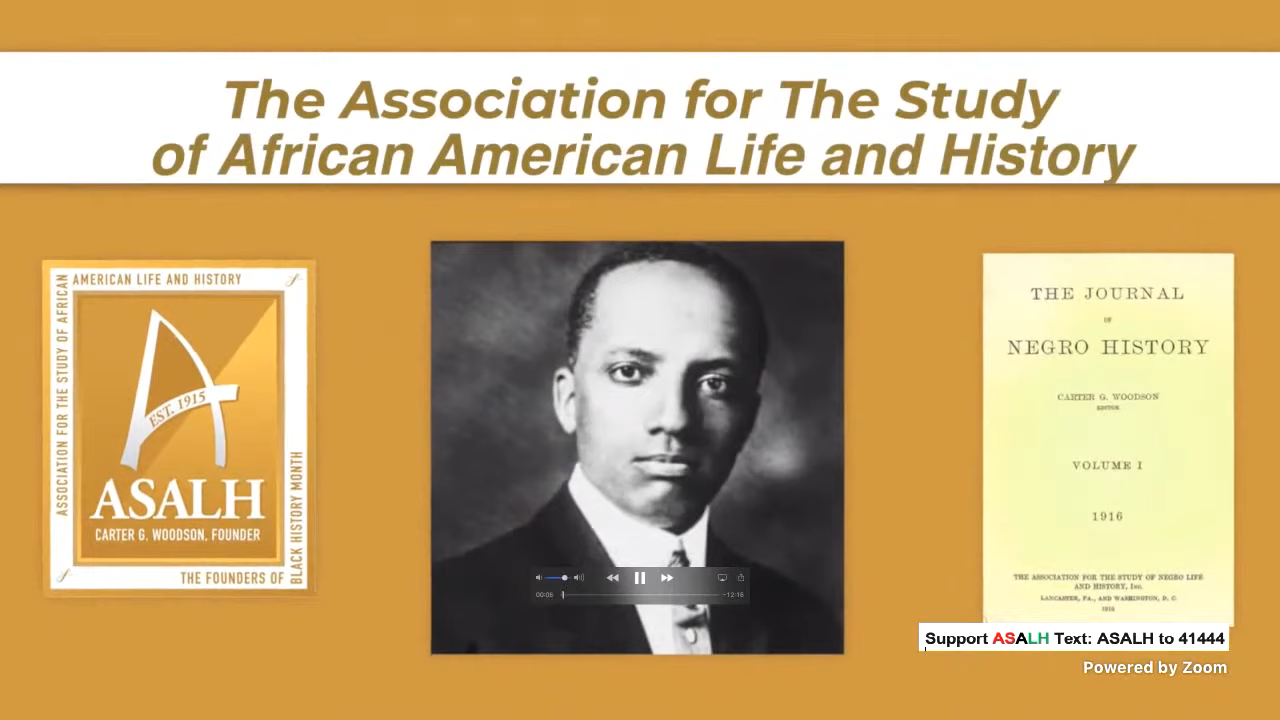 The Association for The Study
of African American Life and History
ASSOCIATION FOR THE STUDY OF AFRICAN
AMERICAN LIFE AND HISTORY
EST. 1915
ASALH
CARTER G. WOODSON, FOUNDER
THE FOUNDERS OF
BLACK HISTORY MONTH
00:06
-12:16
THE JOURNAL
OF
NEGRO HISTORY
CARTER G. WOODSON
EDITOR
VOLUME I
1916
THE ASSOCIATION FOR THE STUDY OF NEGRO LIFE
AND HISTORY, Inc.
LANCASTER, PA., AND WASHINGTON, D. C.
1916
Support ASALH Text: ASALH to 41444
Powered by Zoom